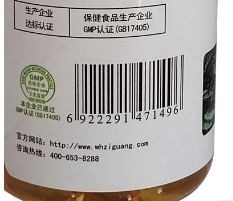 生产企业
达标认证
保健食品生产企业
GMP认证(GB17405)
GMP
本企业已通过
GMP认证(GB17405)
6 922291 471496
官方网站：http://www.whziguang.com
咨询热线：400-653-8288